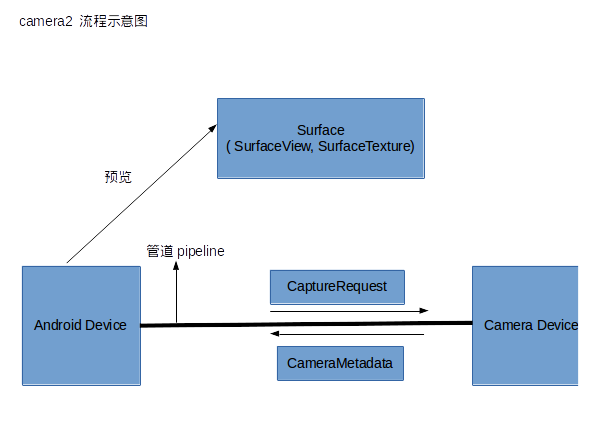 camera2 流程示意图
Surface
( SurfaceView, SurfaceTexture)
预览
管道 pipeline
CaptureRequest
Android Device
Camera Device
CameraMetadata